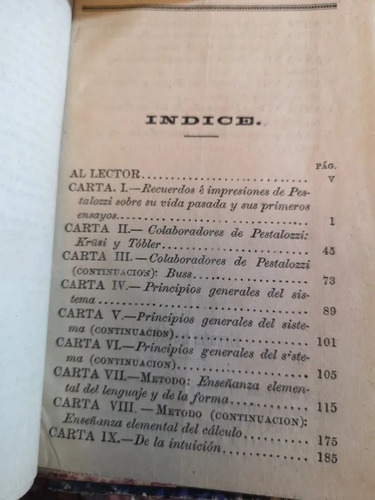 INDICE.
PÁG.
AL LECTOR V
CARTA. I.—Recuerdos é impresiones de Pes-
talozzi sobre su vida pasada y sus primeros
ensayos 1
CARTA II.—Colaboradores de Pestalozzi:
Krüsi y Töbler 45
CARTA III.—Colaboradores de Pestalozzi
(CONTINUACION): Buss 73
CARTA IV.—Principios generales del sis-
tema 89
CARTA V.—Principios generales del siste-
ma (CONTINUACION) 101
CARTA VI.—Principios generales del siste-
ma (CONTINUACION) 105
CARTA VII.—METODO: Enseñanza elemen-
tal del lenguaje y de la forma 115
CARTA VIII.—METODO (CONTINUACION):
Enseñanza elemental del cálculo 175
CARTA IX.—De la intuición 185